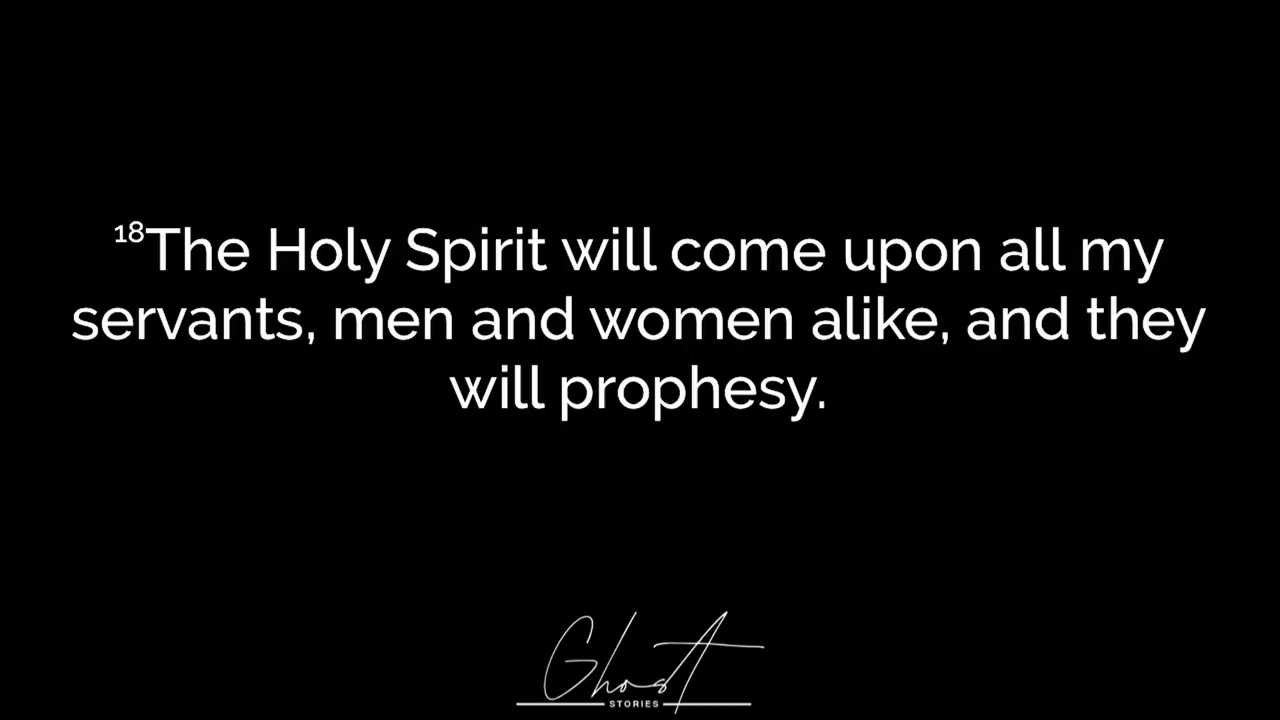 ¹⁸The Holy Spirit will come upon all my
servants, men and women alike, and they
will prophesy.
Ghost
STORIES